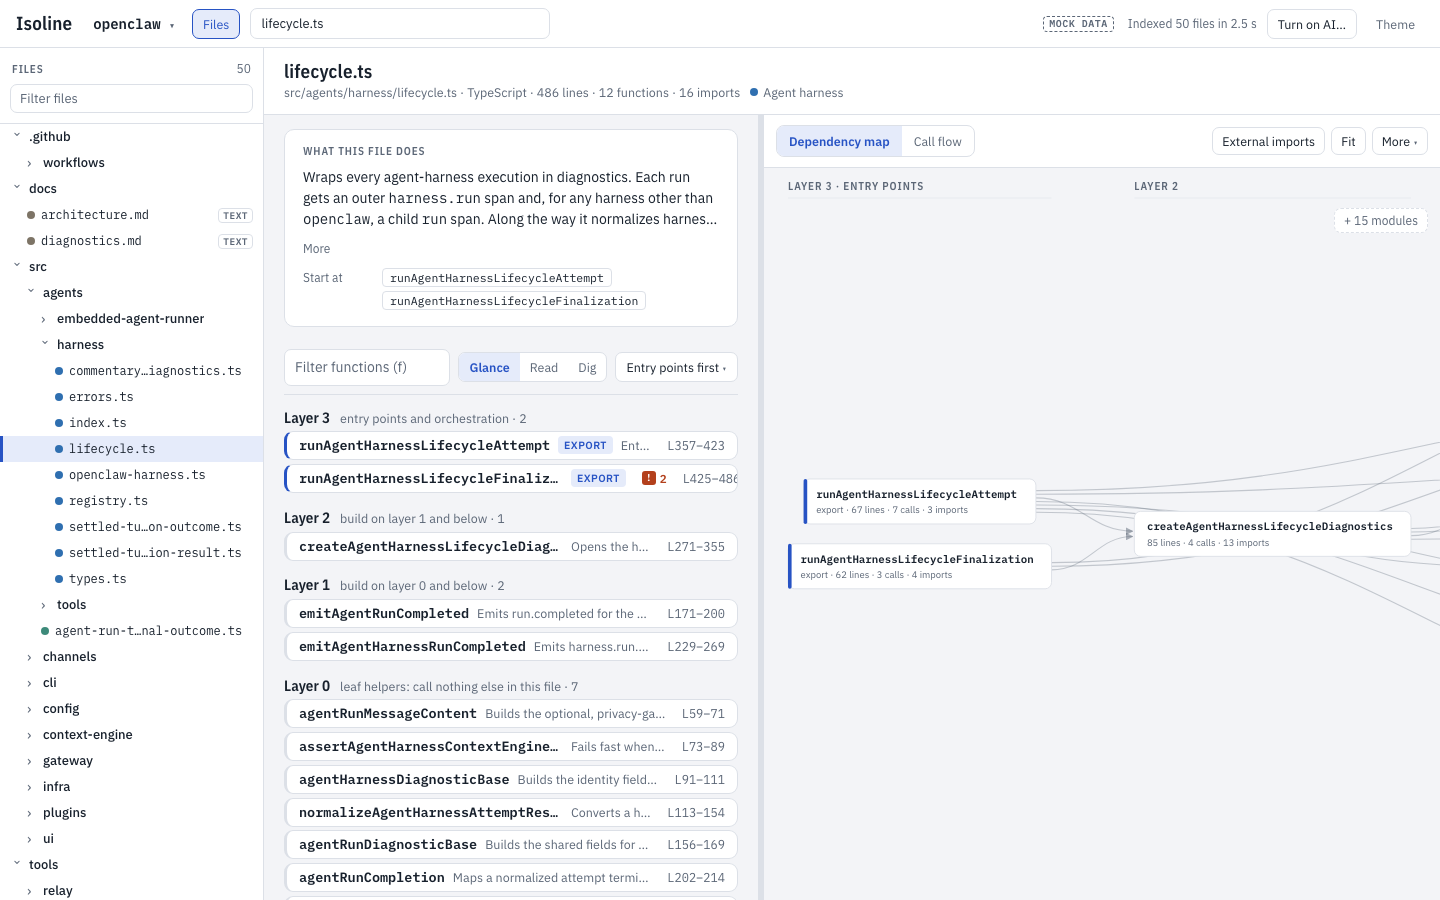 Isoline
openclaw
Files
lifecycle.ts
MOCK DATA
Indexed 50 files in 2.5 s
Turn on AI...
Theme
FILES 50
Filter files
.github
workflows
docs
architecture.md TEXT
diagnostics.md TEXT
src
agents
embedded-agent-runner
harness
commentary…iagnostics.ts
errors.ts
index.ts
lifecycle.ts
openclaw-harness.ts
registry.ts
settled-tu…on-outcome.ts
settled-tu…ion-result.ts
types.ts
tools
agent-run-t…nal-outcome.ts
channels
cli
config
context-engine
gateway
infra
plugins
ui
tools
relay
lifecycle.ts
src/agents/harness/lifecycle.ts · TypeScript · 486 lines · 12 functions · 16 imports Agent harness
WHAT THIS FILE DOES
Wraps every agent-harness execution in diagnostics. Each run
gets an outer harness.run span and, for any harness other than
openclaw, a child run span. Along the way it normalizes harnes…
More
Start at
runAgentHarnessLifecycleAttempt
runAgentHarnessLifecycleFinalization
Filter functions (f)
Glance Read Dig
Entry points first
Layer 3 entry points and orchestration · 2
runAgentHarnessLifecycleAttempt EXPORT Ent… L357–423
runAgentHarnessLifecycleFinaliz… EXPORT ! 2 L425–486
Layer 2 build on layer 1 and below · 1
createAgentHarnessLifecycleDiag… Opens the h… L271–355
Layer 1 build on layer 0 and below · 2
emitAgentRunCompleted Emits run.completed for the … L171–200
emitAgentHarnessRunCompleted Emits harness.run.… L229–269
Layer 0 leaf helpers: call nothing else in this file · 7
agentRunMessageContent Builds the optional, privacy-ga… L59–71
assertAgentHarnessContextEngine… Fails fast when… L73–89
agentHarnessDiagnosticBase Builds the identity field… L91–111
normalizeAgentHarnessAttemptRes… Converts a h… L113–154
agentRunDiagnosticBase Builds the shared fields for … L156–169
agentRunCompletion Maps a normalized attempt termi… L202–214
Dependency map Call flow
External imports
Fit
More
LAYER 3 · ENTRY POINTS
LAYER 2
+ 15 modules
runAgentHarnessLifecycleAttempt
export · 67 lines · 7 calls · 3 imports
runAgentHarnessLifecycleFinalization
export · 62 lines · 3 calls · 4 imports
createAgentHarnessLifecycleDiagnostics
85 lines · 4 calls · 13 imports